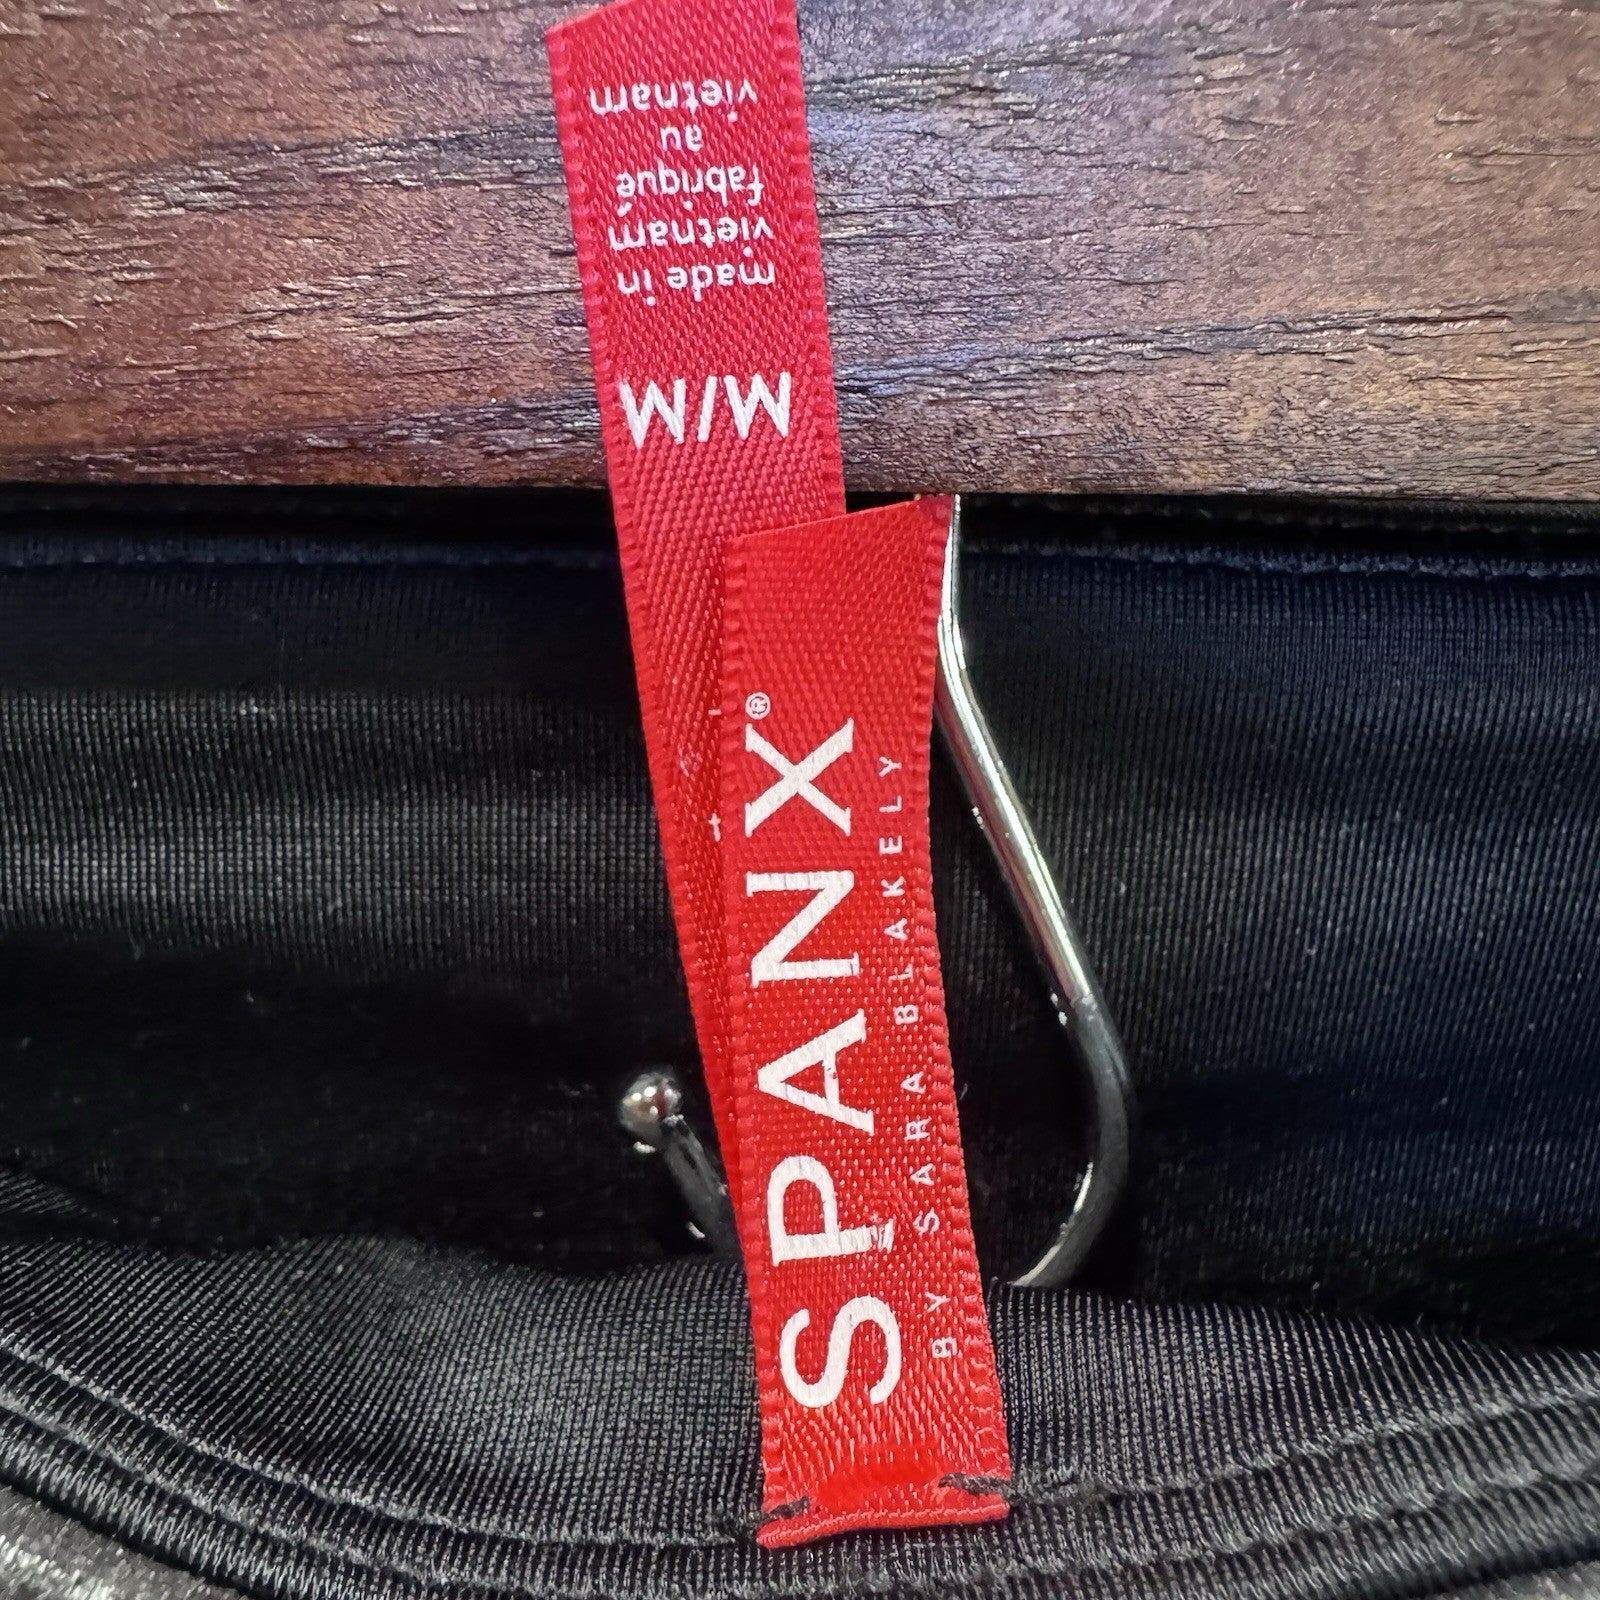 SPANX®
BY SARA BLAKELY
M/M
made in
vietnam
fabriqué
au
vietnam